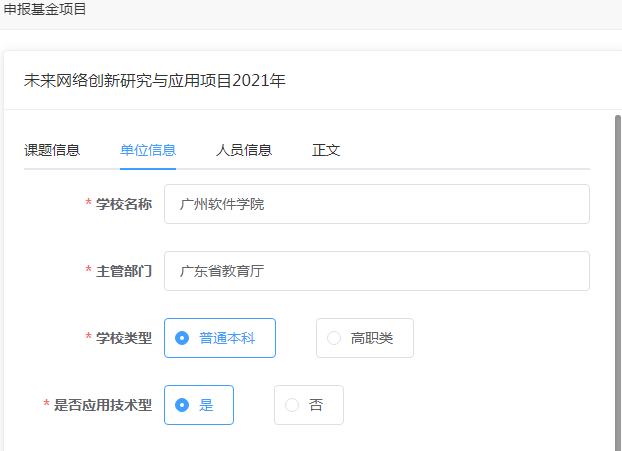 申报基金项目
未来网络创新研究与应用项目2021年
课题信息 单位信息 人员信息 正文
* 学校名称 广州软件学院
* 主管部门 广东省教育厅
* 学校类型 普通本科 高职类
* 是否应用技术型 是 否